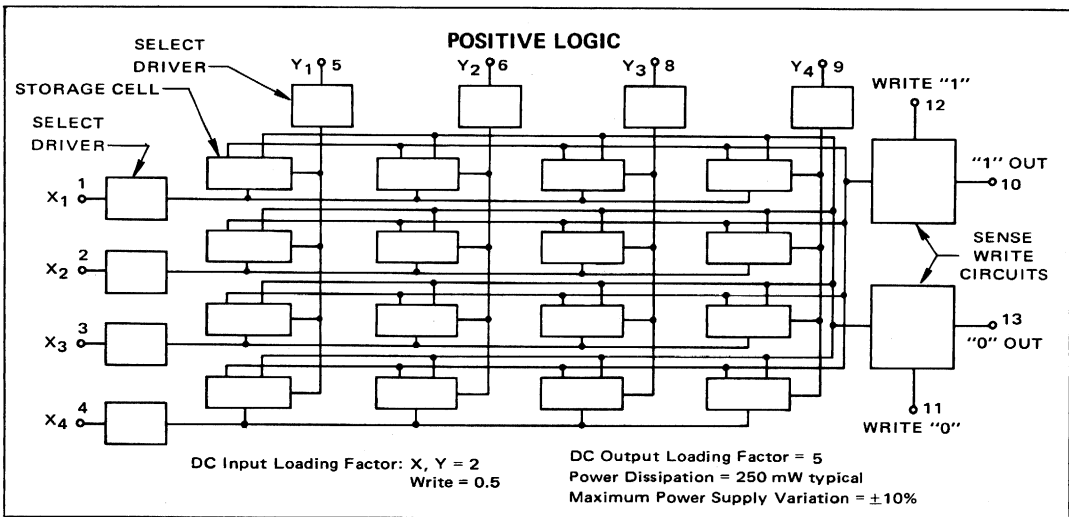 POSITIVE LOGIC
SELECT
DRIVER
STORAGE CELL
SELECT
DRIVER
Y1 5
Y2 6
Y3 8
Y4 9
WRITE "1"
12
"1" OUT
10
1
X1
2
X2
SENSE
WRITE
CIRCUITS
3
X3
13
"0" OUT
4
X4
11
WRITE "0"
DC Input Loading Factor: X, Y = 2
Write = 0.5
DC Output Loading Factor = 5
Power Dissipation = 250 mW typical
Maximum Power Supply Variation = ±10%